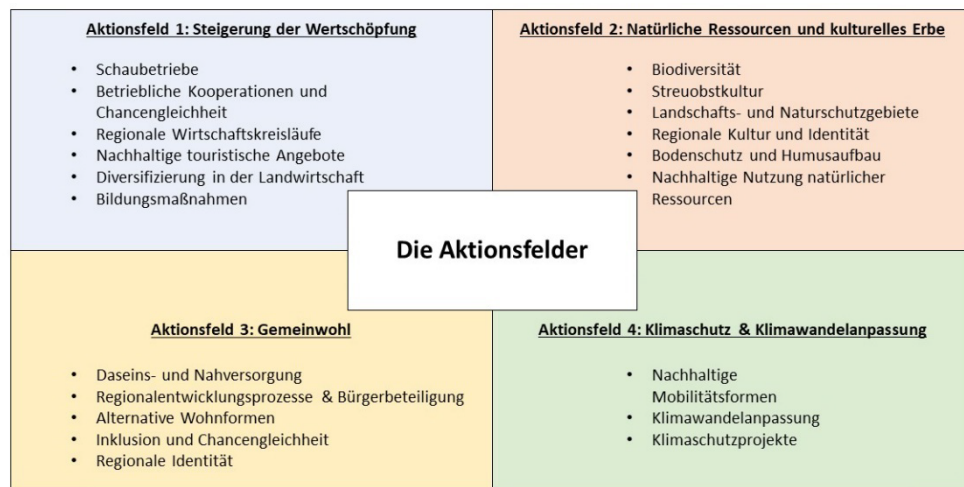 Aktionsfeld 1: Steigerung der Wertschöpfung
• Schaubetriebe
• Betriebliche Kooperationen und
Chancengleichheit
• Regionale Wirtschaftskreisläufe
• Nachhaltige touristische Angebote
• Diversifizierung in der Landwirtschaft
• Bildungsmaßnahmen
Aktionsfeld 2: Natürliche Ressourcen und kulturelles Erbe
• Biodiversität
• Streuobstkultur
• Landschafts- und Naturschutzgebiete
• Regionale Kultur und Identität
• Bodenschutz und Humusaufbau
• Nachhaltige Nutzung natürlicher
Ressourcen
Die Aktionsfelder
Aktionsfeld 3: Gemeinwohl
• Daseins- und Nahversorgung
• Regionalentwicklungsprozesse & Bürgerbeteiligung
• Alternative Wohnformen
• Inklusion und Chancengleichheit
• Regionale Identität
Aktionsfeld 4: Klimaschutz & Klimawandelanpassung
• Nachhaltige
Mobilitätsformen
• Klimawandelanpassung
• Klimaschutzprojekte